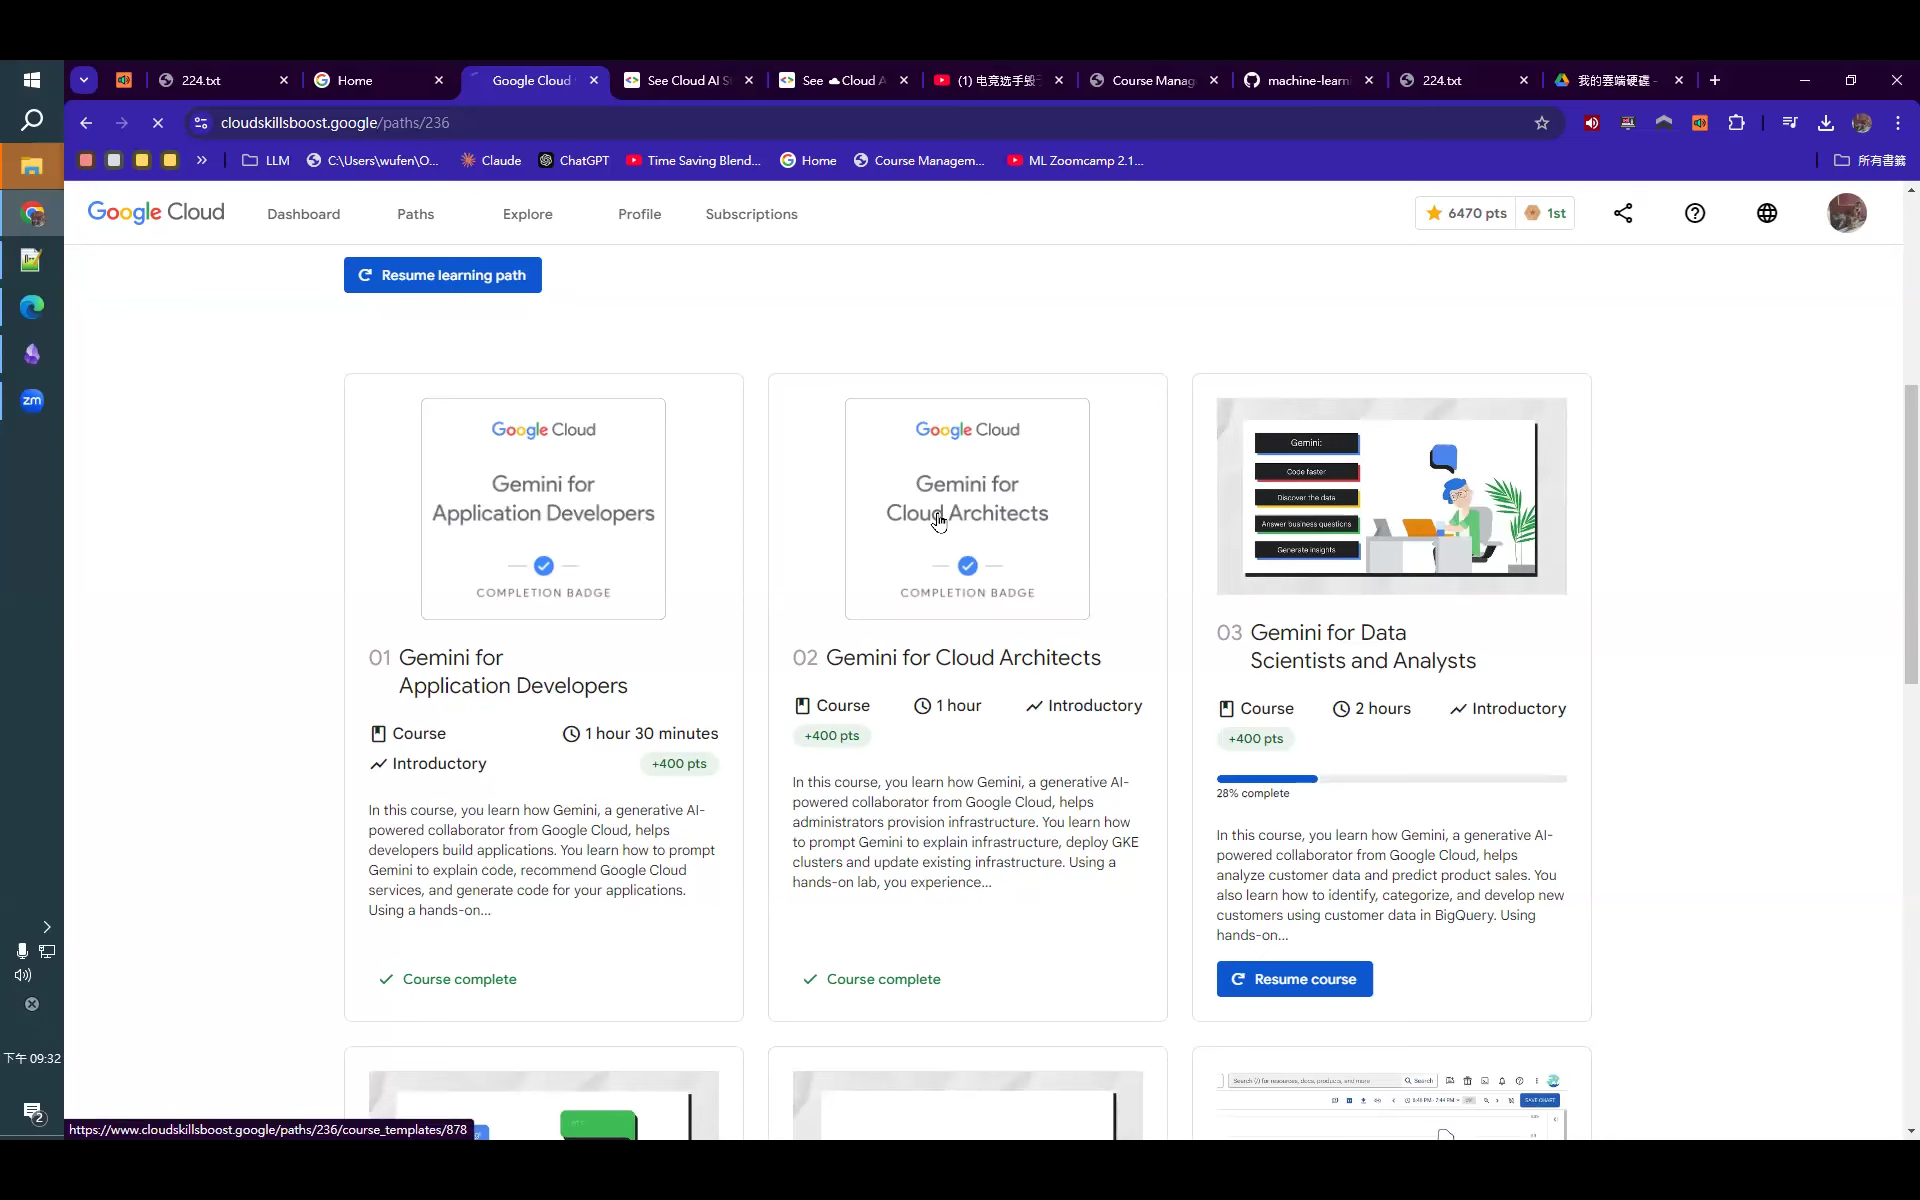 224.txt
Home
Google Cloud
See Cloud AI S
See Cloud A
(1) 电竞选手毁
Course Manag
machine-learni
224.txt
我的雲端硬碟 -
cloudskillsboost.google/paths/236
LLM
C:\Users\wufen\O...
Claude
ChatGPT
Time Saving Blend...
Home
Course Managem...
ML Zoomcamp 2.1...
所有書籤
Google Cloud
Dashboard
Paths
Explore
Profile
Subscriptions
6470 pts
1st
Resume learning path
Google Cloud
Gemini for
Application Developers
COMPLETION BADGE
01 Gemini for
Application Developers
Course
1 hour 30 minutes
Introductory
+400 pts
In this course, you learn how Gemini, a generative AI-
powered collaborator from Google Cloud, helps
developers build applications. You learn how to prompt
Gemini to explain code, recommend Google Cloud
services, and generate code for your applications.
Using a hands-on...
Course complete
Google Cloud
Gemini for
Cloud Architects
COMPLETION BADGE
02 Gemini for Cloud Architects
Course
1 hour
Introductory
+400 pts
In this course, you learn how Gemini, a generative AI-
powered collaborator from Google Cloud, helps
administrators provision infrastructure. You learn how
to prompt Gemini to explain infrastructure, deploy GKE
clusters and update existing infrastructure. Using a
hands-on lab, you experience...
Course complete
Gemini:
Code faster
Discover the data
Answer business questions
Generate insights
03 Gemini for Data
Scientists and Analysts
Course
2 hours
Introductory
+400 pts
28% complete
In this course, you learn how Gemini, a generative AI-
powered collaborator from Google Cloud, helps
analyze customer data and predict product sales. You
also learn how to identify, categorize, and develop new
customers using customer data in BigQuery. Using
hands-on...
Resume course
Search (/) for resources, docs, products, and more
Search
SAVE CHART
zm
下午 09:32
2
https://www.cloudskillsboost.google/paths/236/course_templates/878